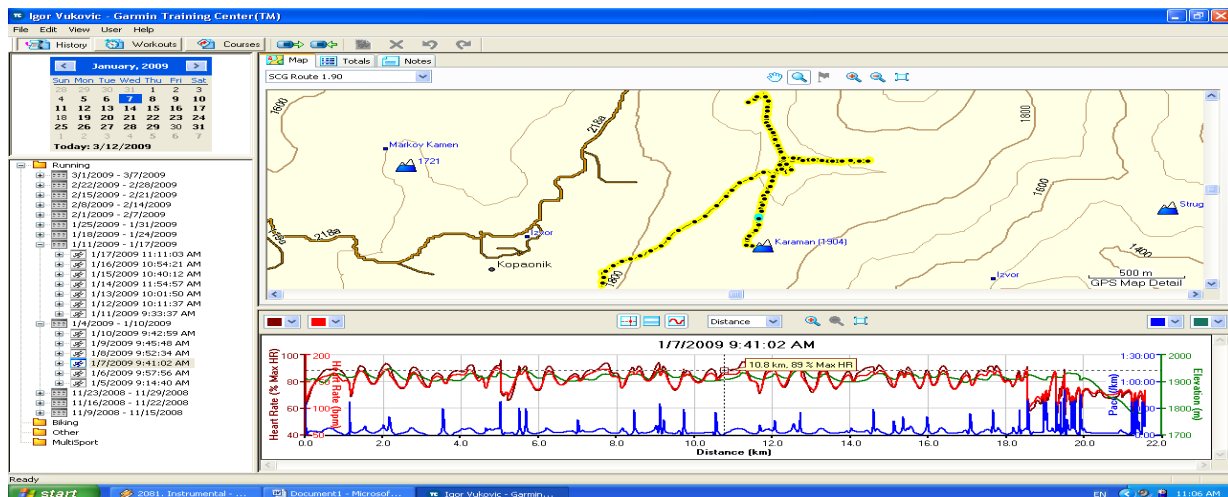 Igor Vukovic - Garmin Training Center(TM)
File Edit View User Help
History Workouts Courses
January, 2009
Sun Mon Tue Wed Thu Fri Sat
28 29 30 31 1 2 3
4 5 6 7 8 9 10
11 12 13 14 15 16 17
18 19 20 21 22 23 24
25 26 27 28 29 30 31
1 2 3 4 5 6 7
Today: 3/12/2009
Running
3/1/2009 - 3/7/2009
2/22/2009 - 2/28/2009
2/15/2009 - 2/21/2009
2/8/2009 - 2/14/2009
2/1/2009 - 2/7/2009
1/25/2009 - 1/31/2009
1/18/2009 - 1/24/2009
1/11/2009 - 1/17/2009
1/17/2009 11:11:03 AM
1/16/2009 10:54:21 AM
1/15/2009 10:40:12 AM
1/14/2009 11:54:57 AM
1/13/2009 10:01:50 AM
1/12/2009 10:11:37 AM
1/11/2009 9:33:37 AM
1/4/2009 - 1/10/2009
1/10/2009 9:42:59 AM
1/9/2009 9:45:48 AM
1/8/2009 9:52:34 AM
1/7/2009 9:41:02 AM
1/6/2009 9:57:56 AM
1/5/2009 9:14:40 AM
11/23/2008 - 11/29/2008
11/16/2008 - 11/22/2008
11/9/2008 - 11/15/2008
Biking
Other
MultiSport
Map Totals Notes
SCG Route 1.90
1600
218a
1800
Markov Kamen
1721
1600
Strug
218a
Izvor
Karaman (1904)
1400
Kopaonik
1800
Izvor
500 m
GPS Map Detail
Distance
1/7/2009 9:41:02 AM
10.8 km, 89 % Max HR
Heart Rate (% Max HR)
100
80
60
40
Heart Rate (bpm)
200
100
50
Pace (/km)
1:30:00
1:00:00
Elevation (m)
2000
1900
1800
1700
0.0 2.0 4.0 6.0 8.0 10.0 12.0 14.0 16.0 18.0 20.0 22.0
Distance (km)
Ready
start 2081. Instrumental - ... Document1 - Microsof... Igor Vukovic - Garmin... EN 11:06 AM